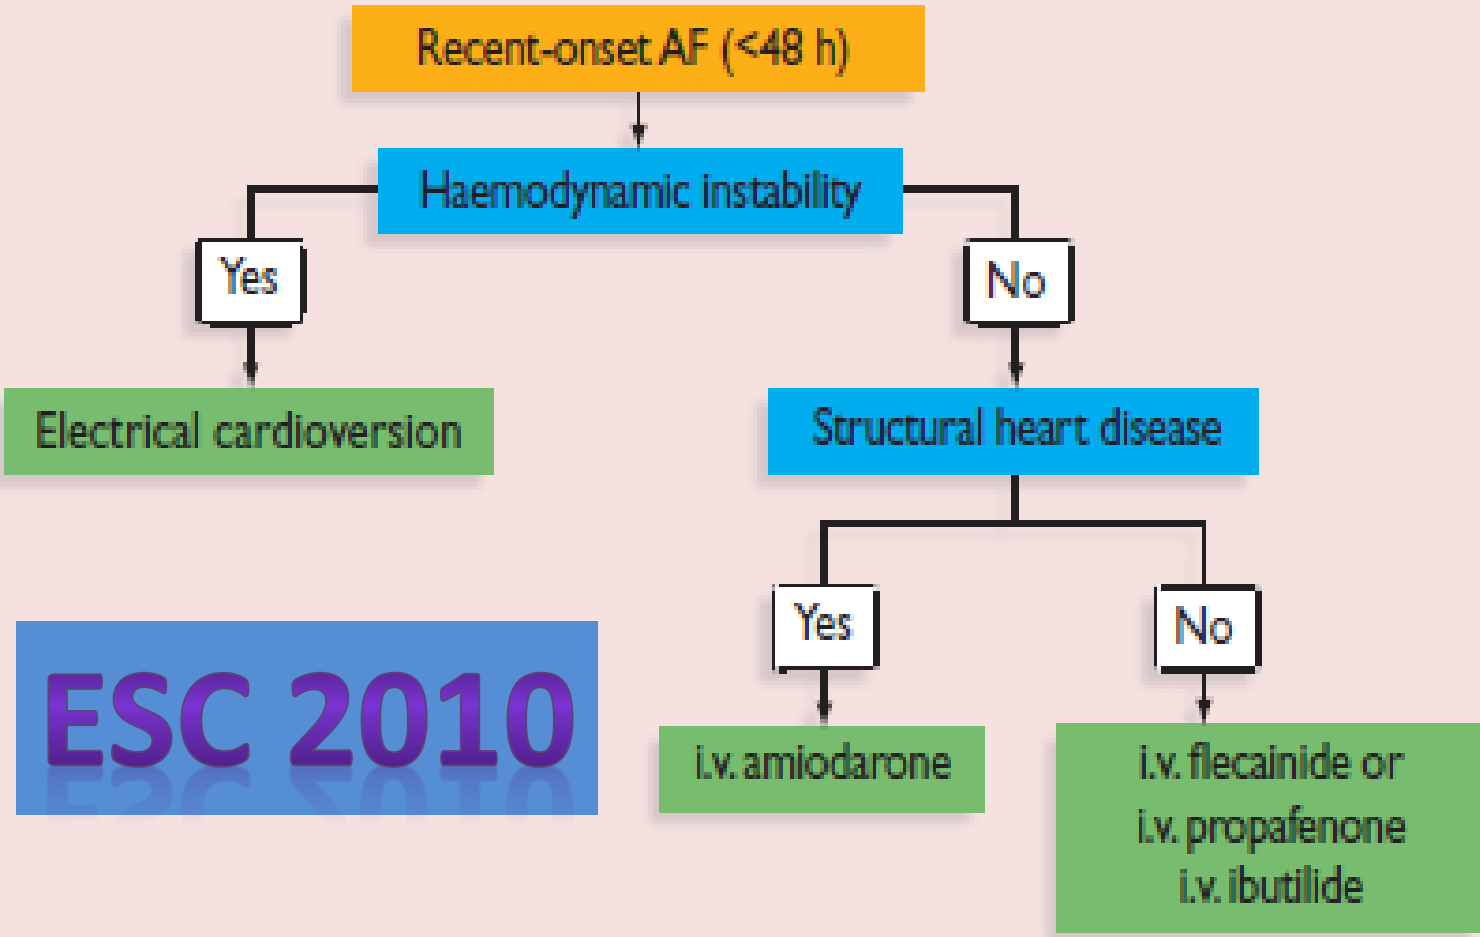 Recent-onset AF (<48 h)
Haemodynamic instability
Yes
No
Electrical cardioversion
Structural heart disease
Yes
No
ESC 2010
i.v. amiodarone
i.v. flecainide or
i.v. propafenone
i.v. ibutilide